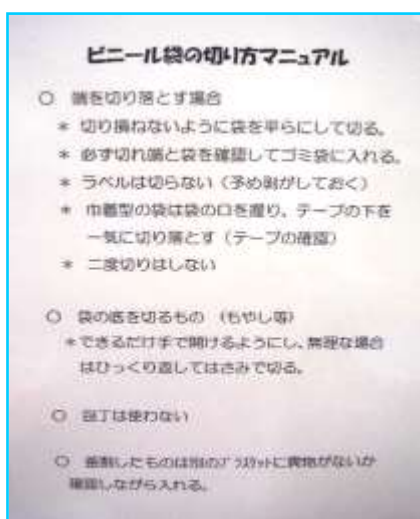 ビニール袋の切り方マニュアル
○ 端を切り落とす場合
* 切り損ねないように袋を平らにして切る。
* 必ず切れ端と袋を確認してゴミ袋に入れる。
* ラベルは切らない（予め剥がしておく）
* 巾着型の袋は袋の口を握り、テープの下を
一気に切り落とす（テープの確認）
* 二度切りはしない
○ 袋の底を切るもの （もやし等）
*できるだけ手で開けるようにし、無理な場合
はひっくり返してはさみで切る。
○ 包丁は使わない
○ 開封したものは別のプラスケットに異物がないか
確認しながら入れる。